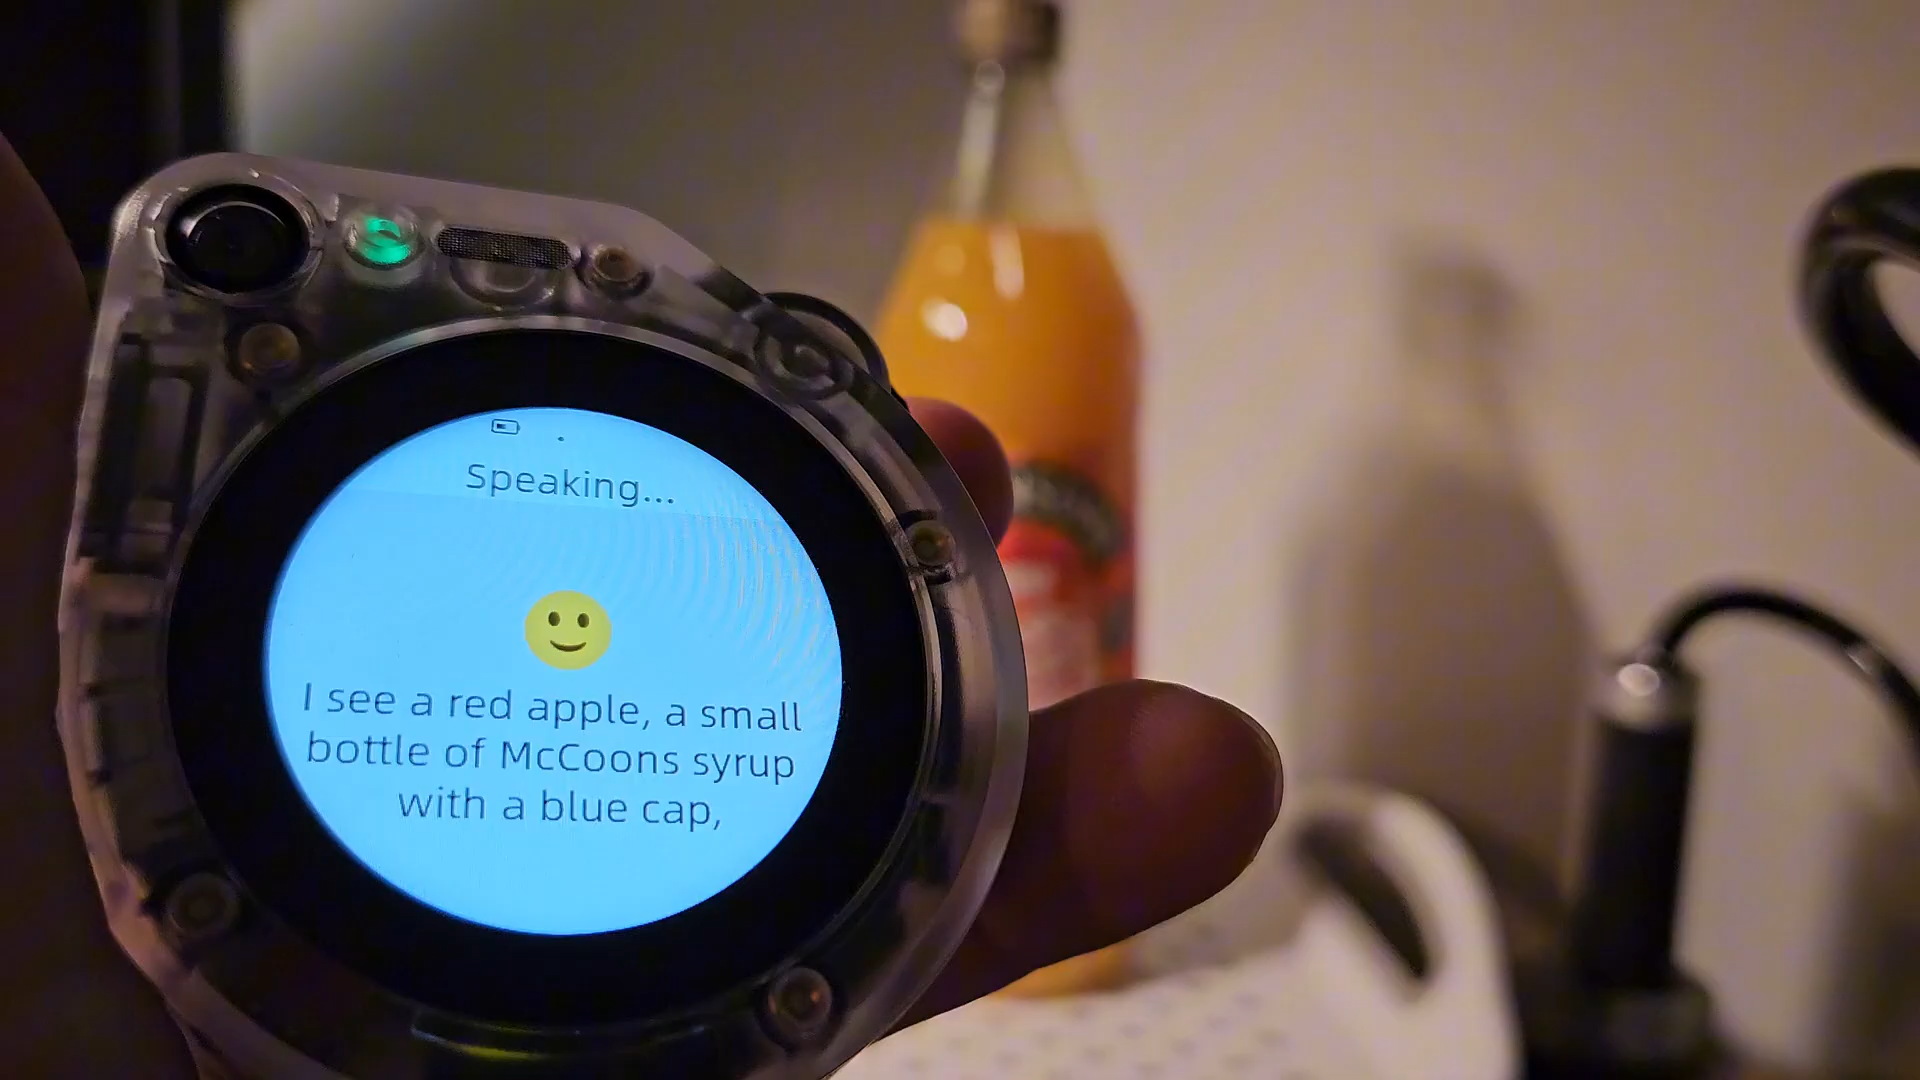 Speaking...
I see a red apple, a small
bottle of McCoons syrup
with a blue cap,